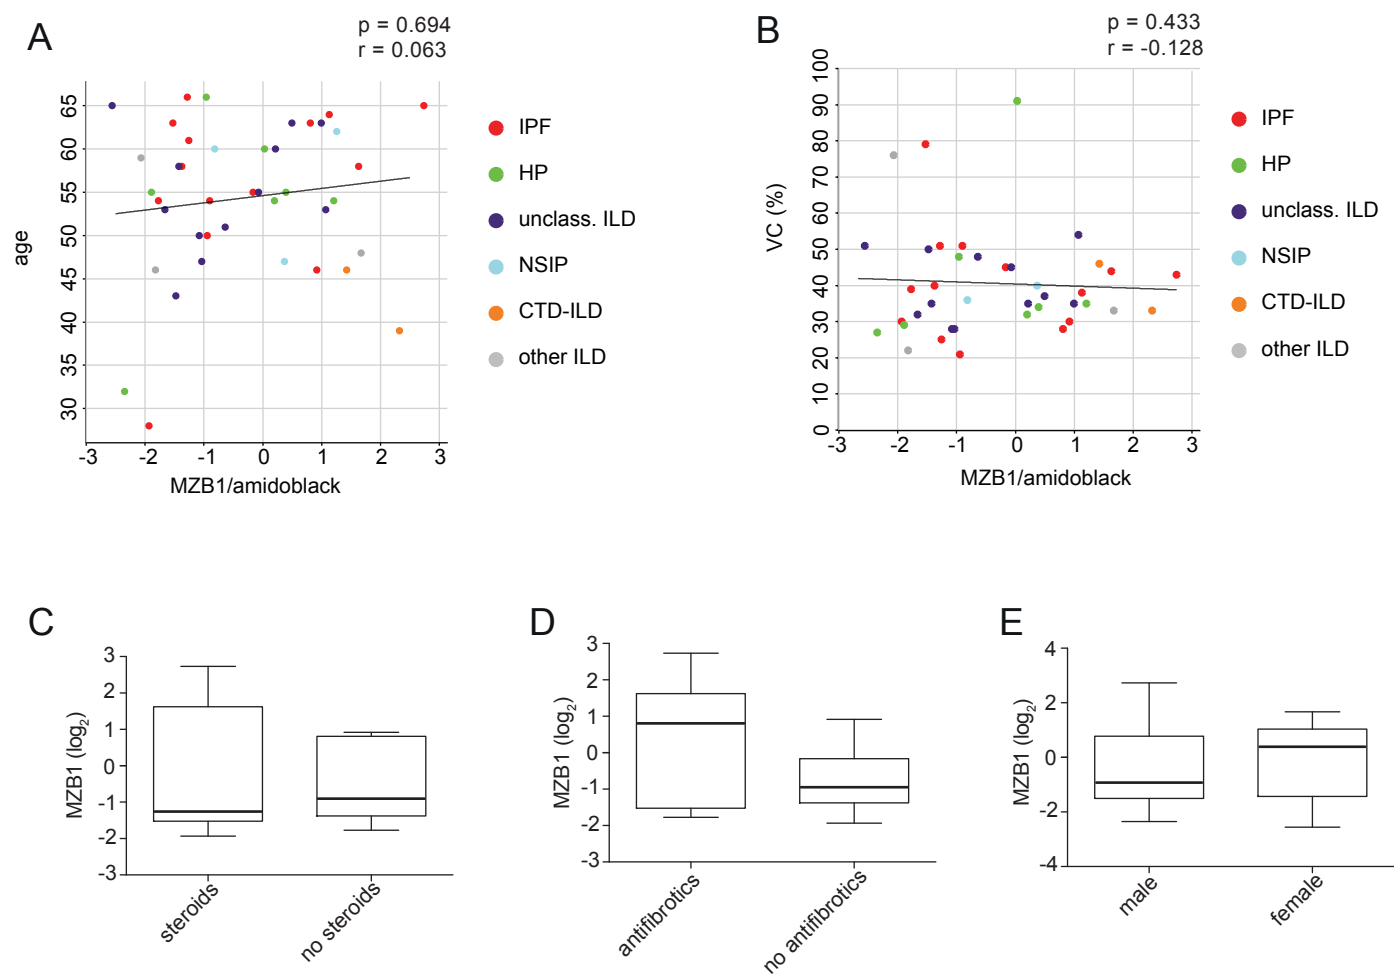 A
p = 0.694
r = 0.063
age
65
60
55
50
45
40
35
30
-3 -2 -1 0 1 2 3
MZB1/amidoblack
IPF
HP
unclass. ILD
NSIP
CTD-ILD
other ILD
B
p = 0.433
r = -0.128
VC (%)
100
90
80
70
60
50
40
30
20
10
0
-3 -2 -1 0 1 2 3
MZB1/amidoblack
IPF
HP
unclass. ILD
NSIP
CTD-ILD
other ILD
C
MZB1 (log₂)
3
2
1
0
-1
-2
-3
steroids
no steroids
D
MZB1 (log₂)
3
2
1
0
-1
-2
-3
antifibrotics
no antifibrotics
E
MZB1 (log₂)
4
2
0
-2
-4
male
female